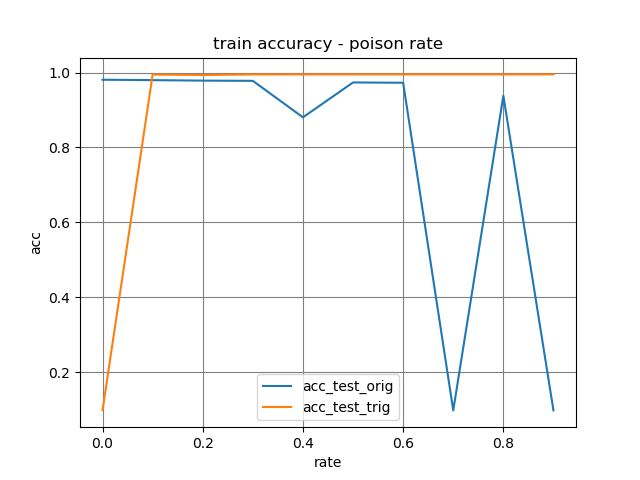 train accuracy - poison rate
1.0
0.8
0.6
0.4
0.2
acc
acc_test_orig
acc_test_trig
0.0 0.2 0.4 0.6 0.8
rate